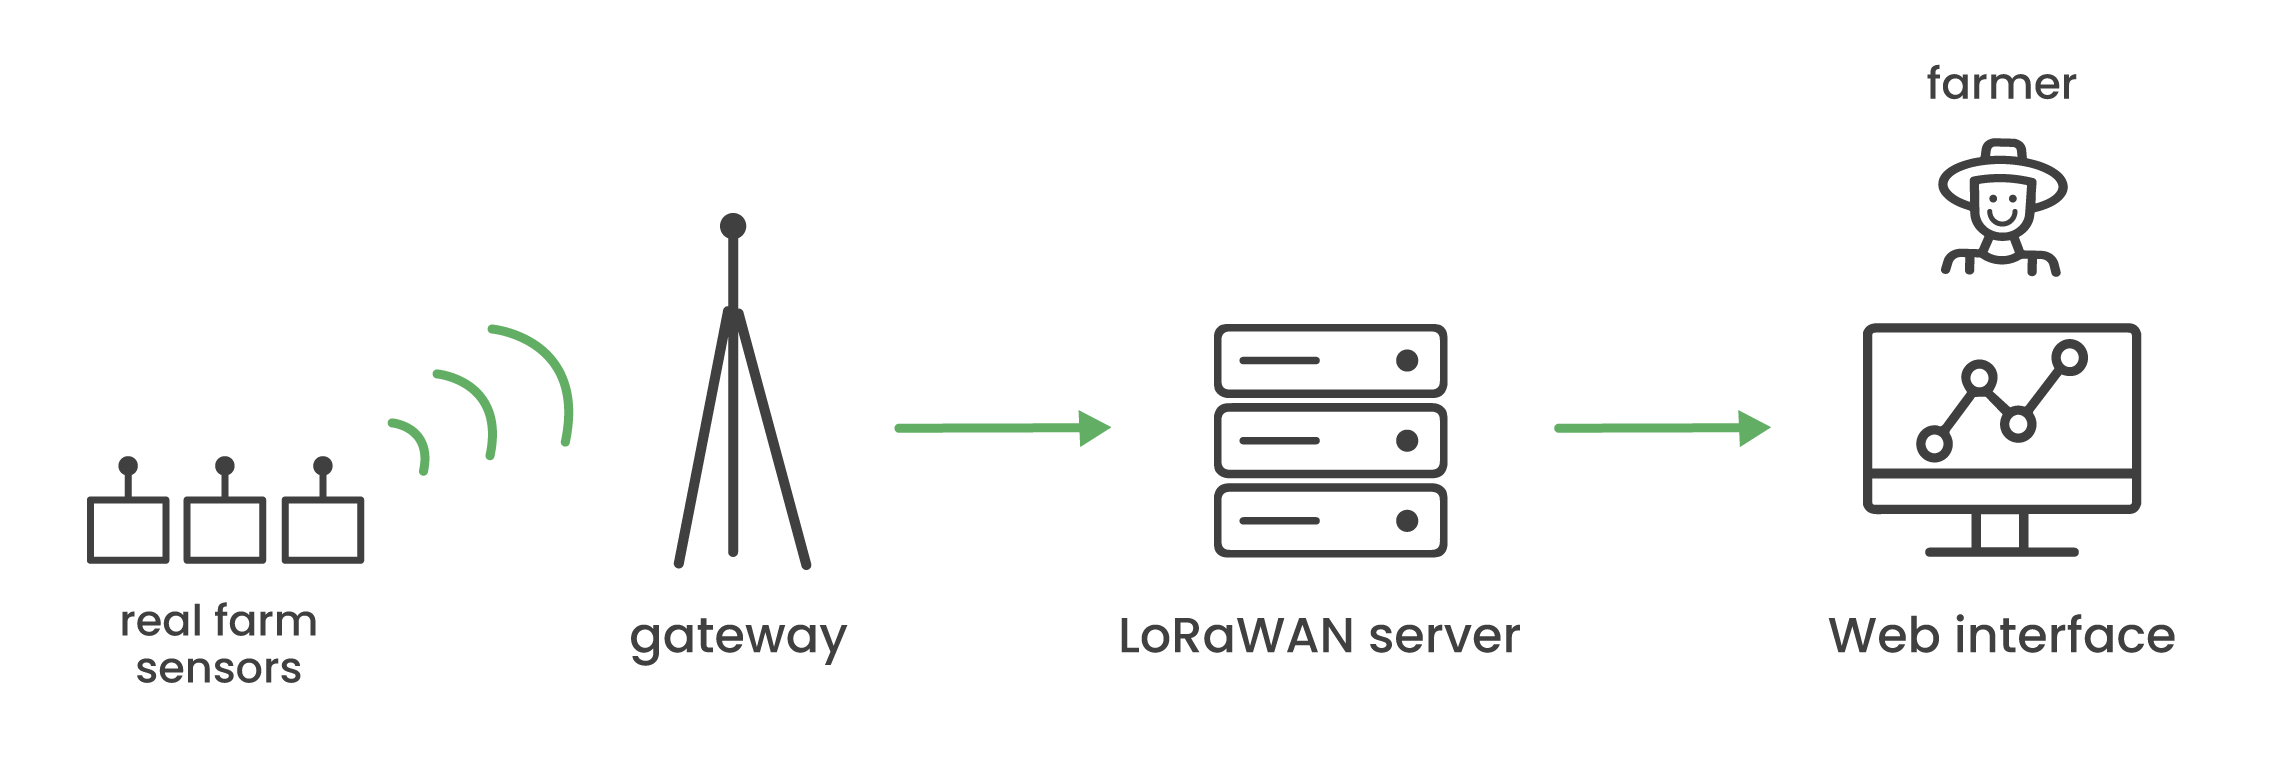 farmer
real farm
sensors
gateway
LoRaWAN server
Web interface